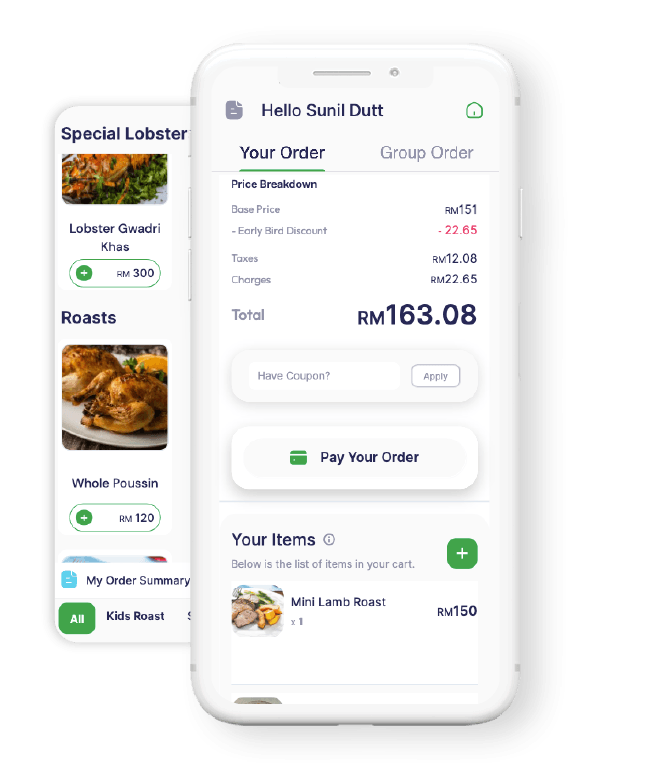 Special Lobster
Lobster Gwadri
Khas
RM 300
Roasts
Whole Poussin
RM 120
My Order Summary
All
Kids Roast
Hello Sunil Dutt
Your Order
Group Order
Price Breakdown
Base Price
RM151
- Early Bird Discount
- 22.65
Taxes
RM12.08
Charges
RM22.65
Total
RM163.08
Have Coupon?
Apply
Pay Your Order
Your Items
Below is the list of items in your cart.
Mini Lamb Roast
RM150
x 1